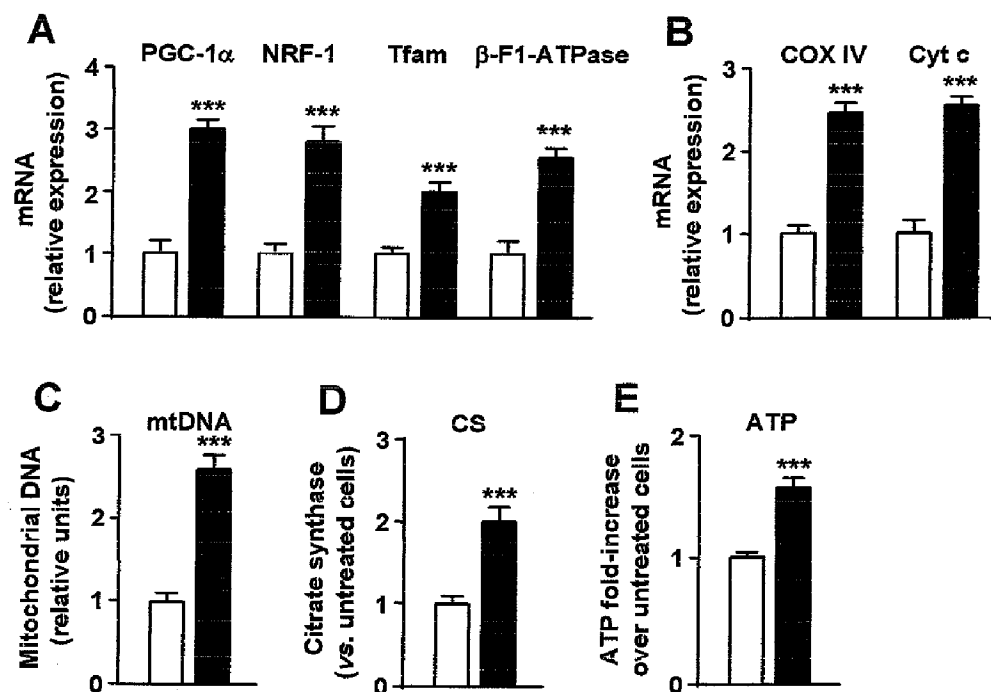 A
PGC-1α NRF-1 Tfam β-F1-ATPase
mRNA
(relative expression)
4
3
2
1
0
*** *** *** ***
B
COX IV Cyt c
mRNA
(relative expression)
3
2
1
0
*** ***
C
mtDNA
Mitochondrial DNA
(relative units)
3
2
1
0
***
D
CS
Citrate synthase
(vs. untreated cells)
3
2
1
0
***
E
ATP
ATP fold-increase
over untreated cells
2
1
0
***